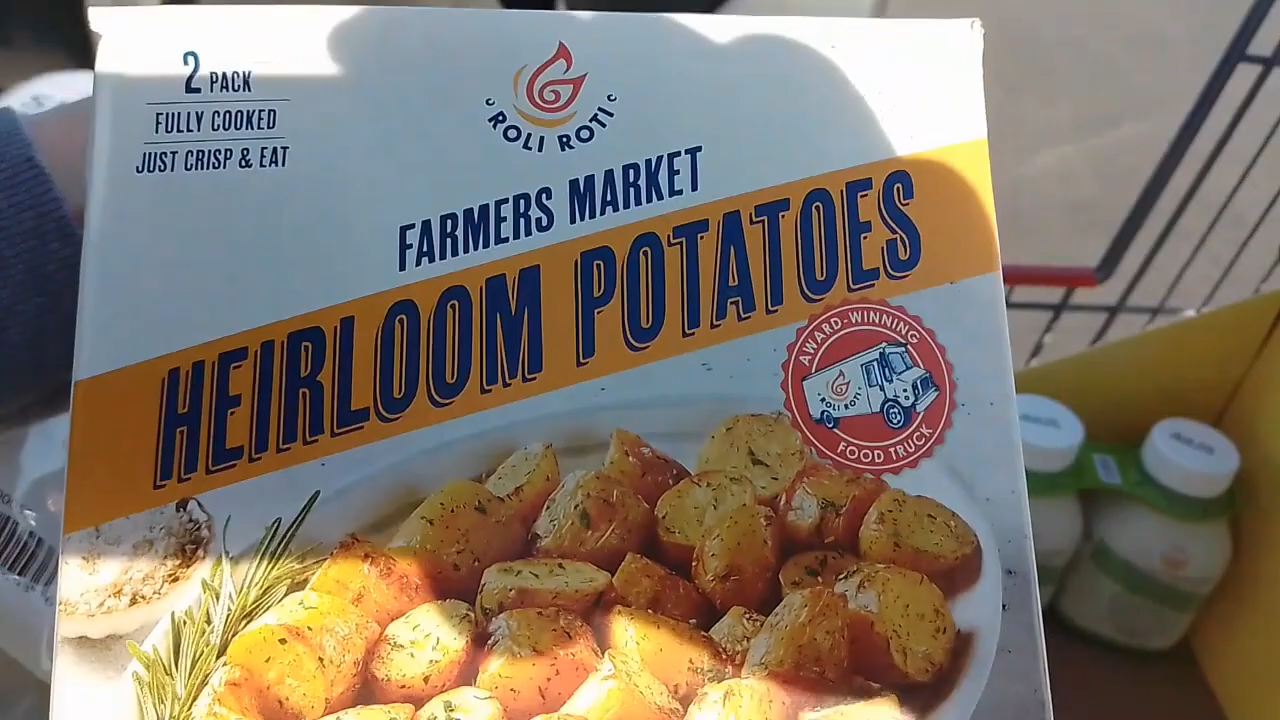 2 PACK
FULLY COOKED
JUST CRISP & EAT
ROLI ROTI
FARMERS MARKET
HEIRLOOM POTATOES
AWARD-WINNING
ROLI ROTI
FOOD TRUCK